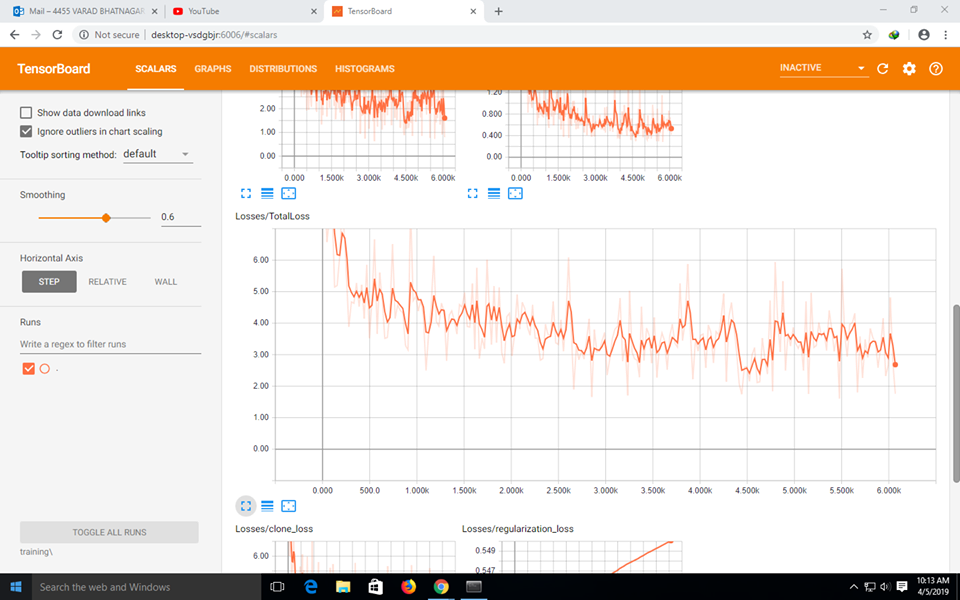 Mail – 4455 VARAD BHATNAGAR
YouTube
TensorBoard
Not secure
desktop-vsdgbjr:6006/#scalars
TensorBoard
SCALARS
GRAPHS
DISTRIBUTIONS
HISTOGRAMS
INACTIVE
Show data download links
Ignore outliers in chart scaling
Tooltip sorting method: default
Smoothing
0.6
Horizontal Axis
STEP
RELATIVE
WALL
Runs
Write a regex to filter runs
.
TOGGLE ALL RUNS
training\
2.00
1.00
0.00
0.000 1.500k 3.000k 4.500k 6.000k
1.20
0.800
0.400
0.00
0.000 1.500k 3.000k 4.500k 6.000k
Losses/TotalLoss
6.00
5.00
4.00
3.00
2.00
1.00
0.00
0.000 500.0 1.000k 1.500k 2.000k 2.500k 3.000k 3.500k 4.000k 4.500k 5.000k 5.500k 6.000k
Losses/clone_loss
6.00
Losses/regularization_loss
0.549
0.547
Search the web and Windows
10:13 AM
4/5/2019